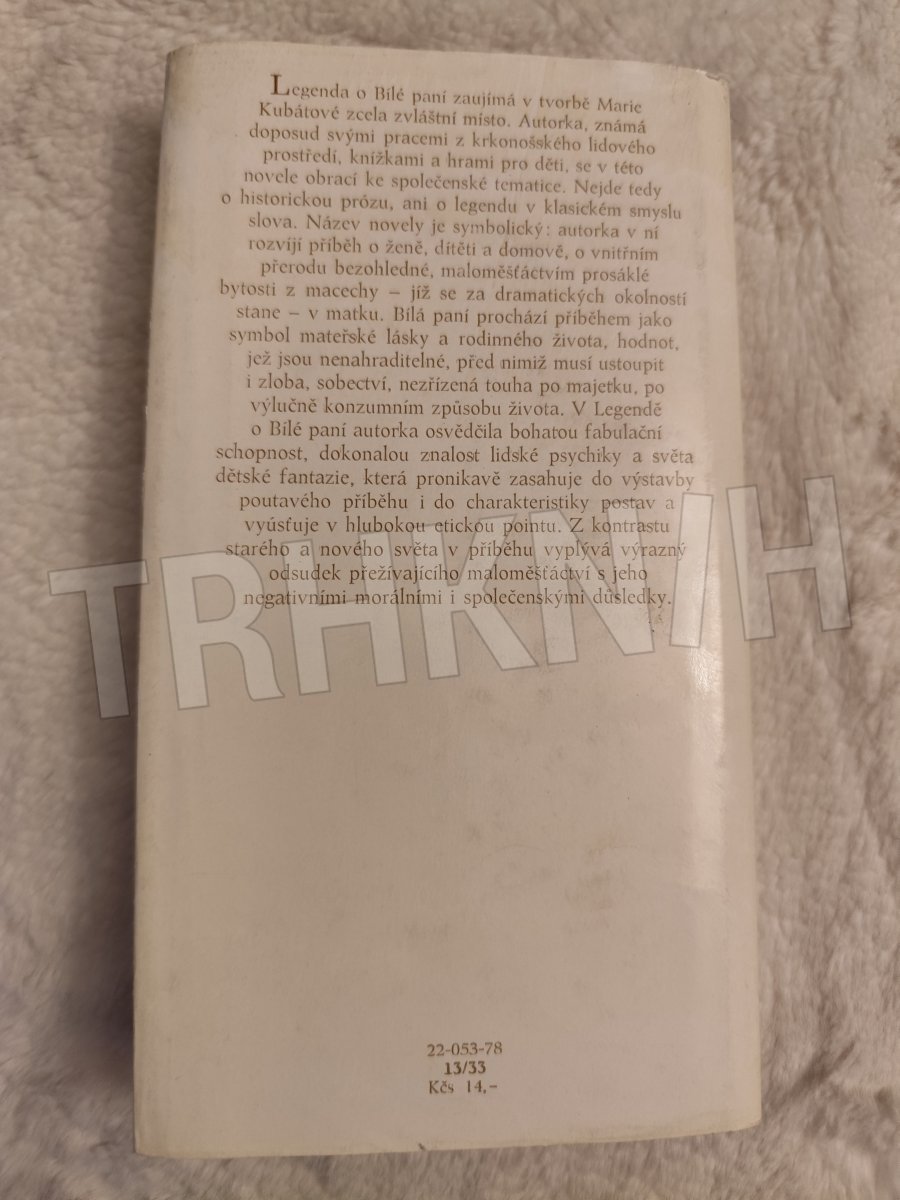 Legenda o Bílé paní zaujímá v tvorbě Marie
Kubátové zcela zvláštní místo. Autorka, známá
doposud svými pracemi z krkonošského lidového
prostředí, knížkami a hrami pro děti, se v této
novele obrací ke společenské tematice. Nejde tedy
o historickou prózu, ani o legendu v klasickém smyslu
slova. Název novely je symbolický: autorka v ní
rozvíjí příběh o ženě, dítěti a domově, o vnitřním
přerodu bezohledné, maloměšťáctvím prosáklé
bytosti z macechy – jíž se za dramatických okolností
stane – v matku. Bílá paní prochází příběhem jako
symbol mateřské lásky a rodinného života, hodnot,
jež jsou nenahraditelné, před nimiž musí ustoupit
i zloba, sobectví, nezřízená touha po majetku, po
výlučně konzumním způsobu života. V Legendě
o Bílé paní autorka osvědčila bohatou fabulační
schopnost, dokonalou znalost lidské psychiky a světa
dětské fantazie, která pronikavě zasahuje do výstavby
poutavého příběhu i do charakteristiky postav a
vyúsťuje v hlubokou etickou pointu. Z kontrastu
starého a nového světa v příběhu vyplývá výrazný
odsudek přežívajícího maloměšťáctví s jeho
negativními morálními i společenskými důsledky.
TRHKNIH
22-053-78
13/33
Kčs 14,-